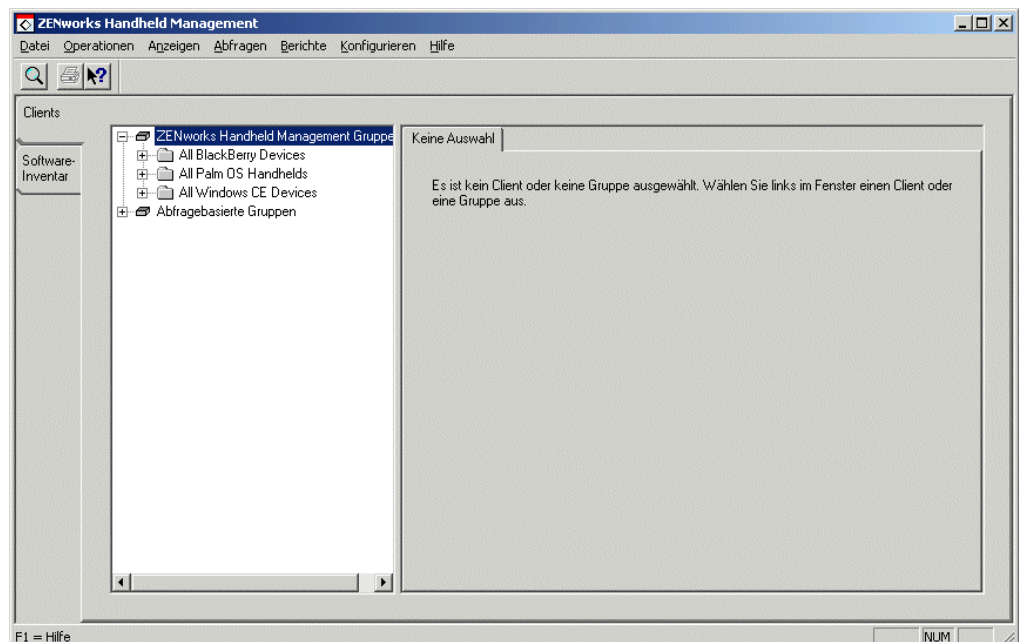 ZENworks Handheld Management
Datei Operationen Anzeigen Abfragen Berichte Konfigurieren Hilfe
Clients
Software-
Inventar
ZENworks Handheld Management Gruppe
All BlackBerry Devices
All Palm OS Handhelds
All Windows CE Devices
Abfragebasierte Gruppen
Keine Auswahl
Es ist kein Client oder keine Gruppe ausgewählt. Wählen Sie links im Fenster einen Client oder
eine Gruppe aus.
F1 = Hilfe
NUM